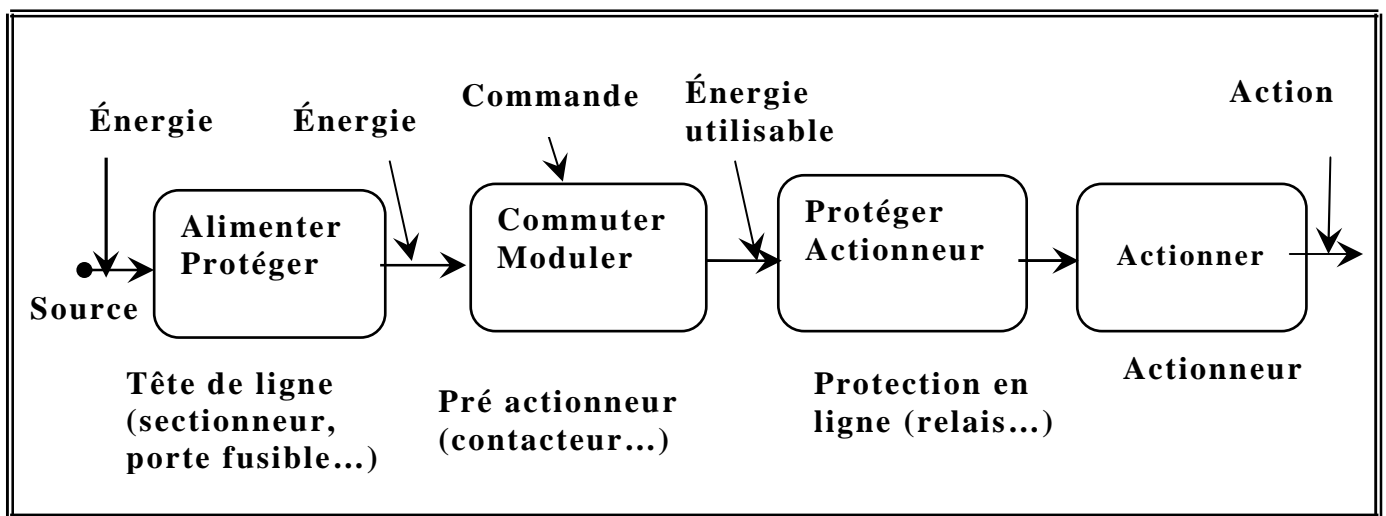 Énergie
Énergie
Commande
Énergie
utilisable
Action
Source
Alimenter
Protéger
Commuter
Moduler
Protéger
Actionneur
Actionner
Tête de ligne
(sectionneur,
porte fusible…)
Pré actionneur
(contacteur…)
Protection en
ligne (relais…)
Actionneur